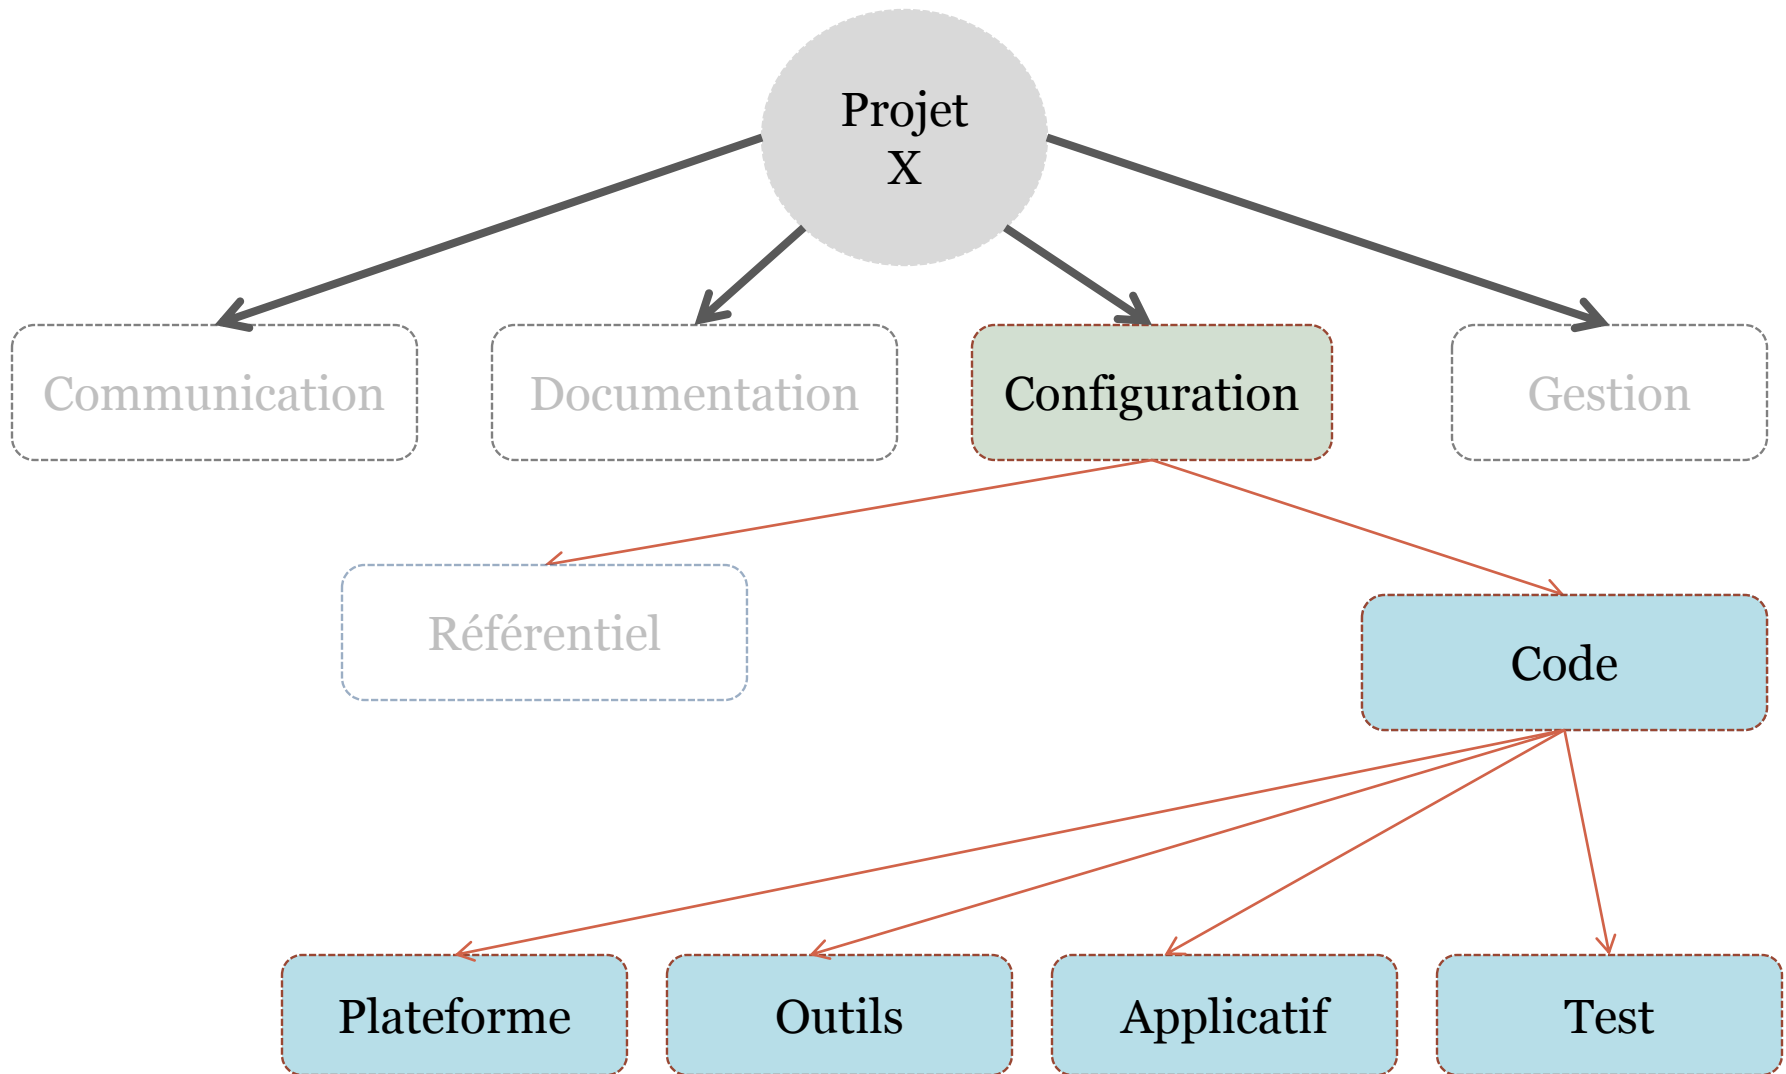 Projet
X
Communication
Documentation
Configuration
Gestion
Référentiel
Code
Plateforme
Outils
Applicatif
Test